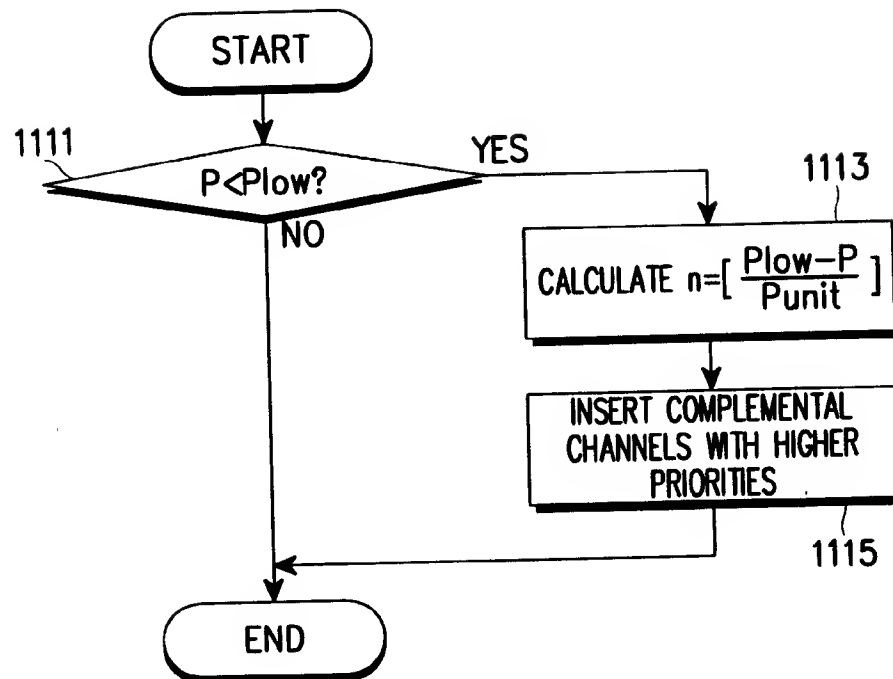 START
1111
P<Plow?
YES
NO
1113
CALCULATE n=[ Plow-P / Punit ]
INSERT COMPLEMENTAL
CHANNELS WITH HIGHER
PRIORITIES
1115
END